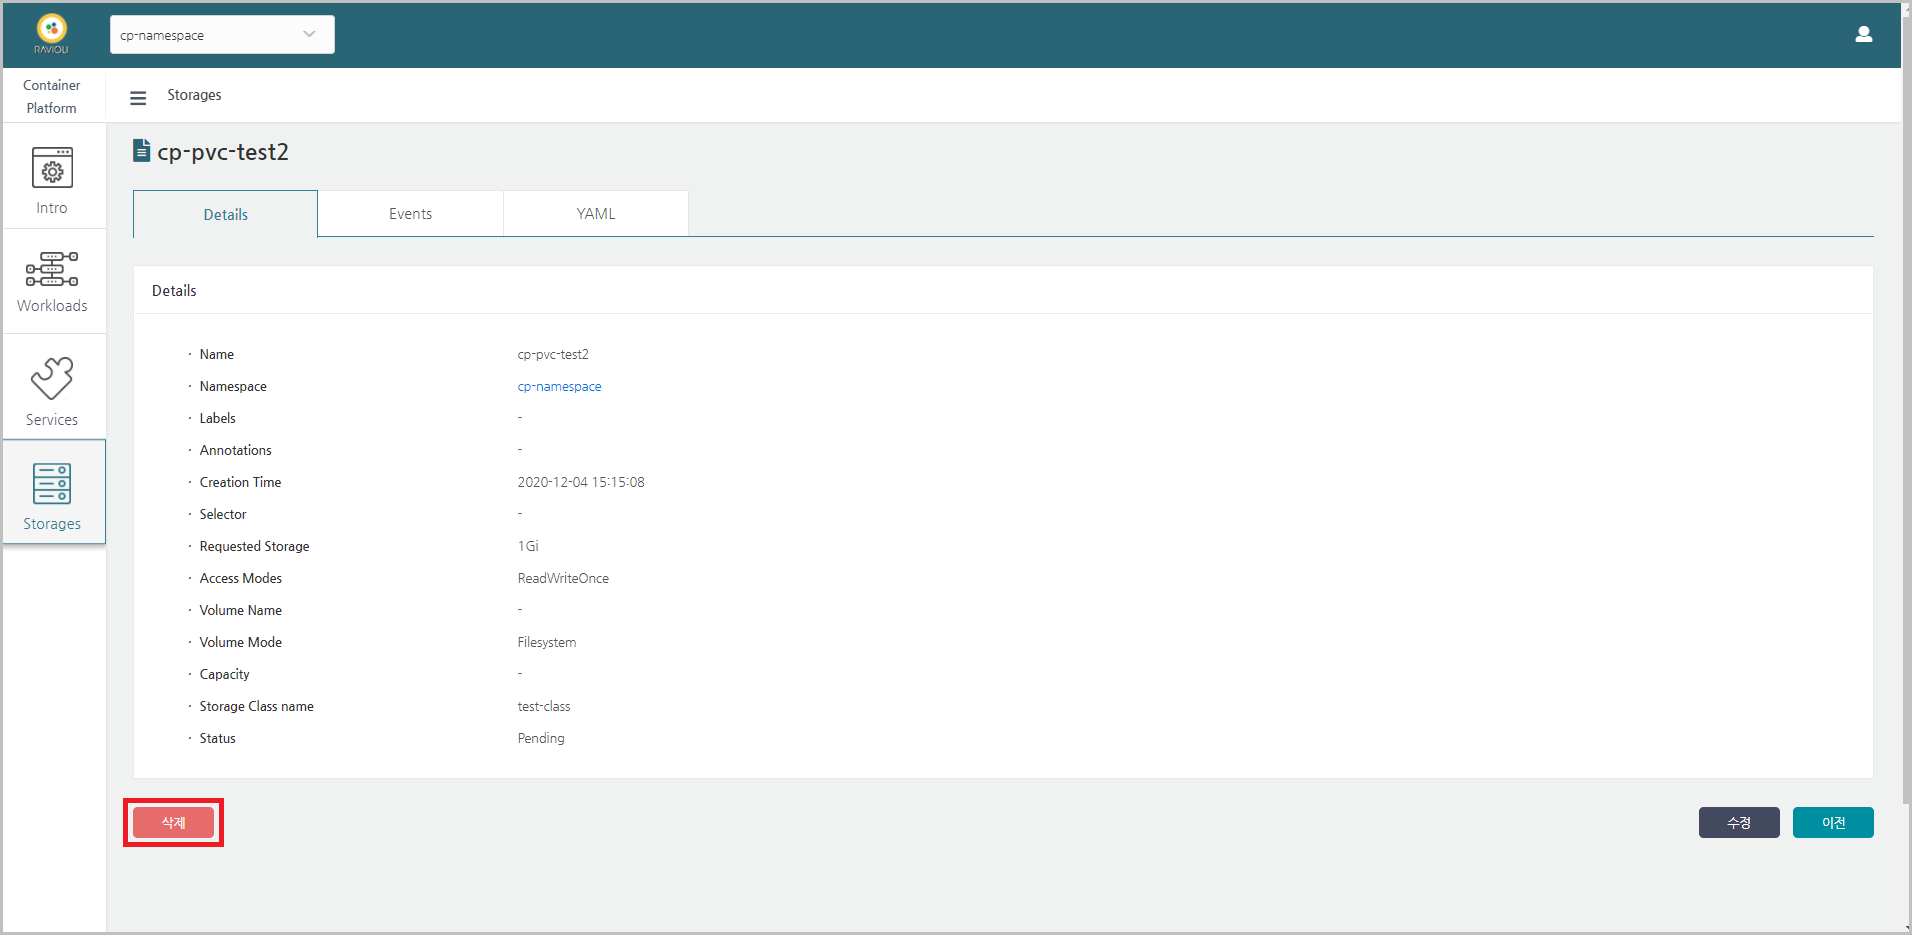 RAVIOLI
cp-namespace
Container
Platform
Storages
Intro
Workloads
Services
Storages
cp-pvc-test2
Details
Events
YAML
Details
· Name cp-pvc-test2
· Namespace cp-namespace
· Labels -
· Annotations -
· Creation Time 2020-12-04 15:15:08
· Selector -
· Requested Storage 1Gi
· Access Modes ReadWriteOnce
· Volume Name -
· Volume Mode Filesystem
· Capacity -
· Storage Class name test-class
· Status Pending
삭제
수정
이전